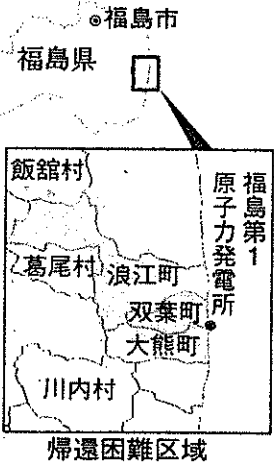 福島市
福島県
飯舘村
葛尾村
浪江町
双葉町
大熊町
川内村
福島第1
原子力発電所
帰還困難区域